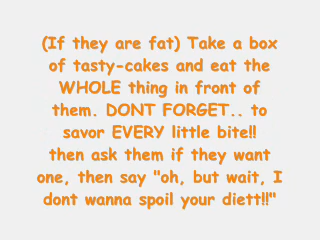 (If they are fat) Take a box
of tasty-cakes and eat the
WHOLE thing in front of
them. DONT FORGET.. to
savor EVERY little bite!!
then ask them if they want
one, then say "oh, but wait, I
dont wanna spoil your diett!!"